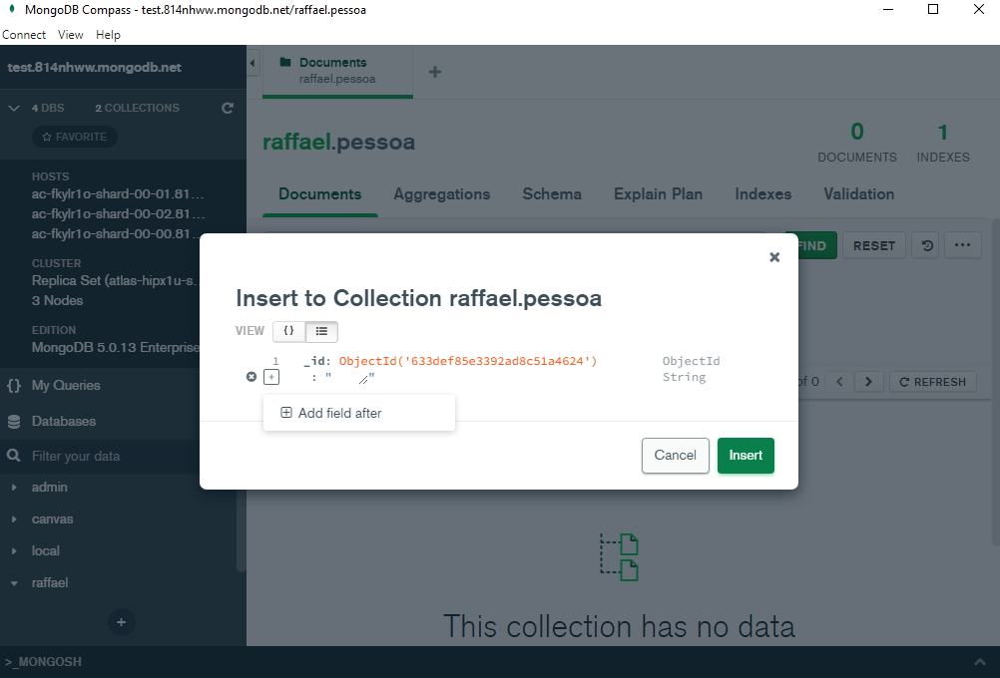 MongoDB Compass - test.814nhww.mongodb.net/raffael.pessoa
Connect View Help
test.814nhww.mongodb.net
4 DBS 2 COLLECTIONS
FAVORITE
HOSTS
ac-fkylr1o-shard-00-01.81...
ac-fkylr1o-shard-00-02.81...
ac-fkylr1o-shard-00-00.81.
CLUSTER
Replica Set (atlas-hipx1u-s.
3 Nodes
EDITION
MongoDB 5.0.13 Enterprise
{} My Queries
Databases
Filter your data
admin
canvas
local
raffael
+
>_MONGOSH
Documents
raffael.pessoa
+
raffael.pessoa
0
DOCUMENTS
1
INDEXES
Documents Aggregations Schema Explain Plan Indexes Validation
FIND RESET ...
of 0 < > REFRESH
Insert to Collection raffael.pessoa
VIEW {}
1 _id: ObjectId('633def85e3392ad8c51a4624') ObjectId
: " " String
Add field after
Cancel Insert
This collection has no data